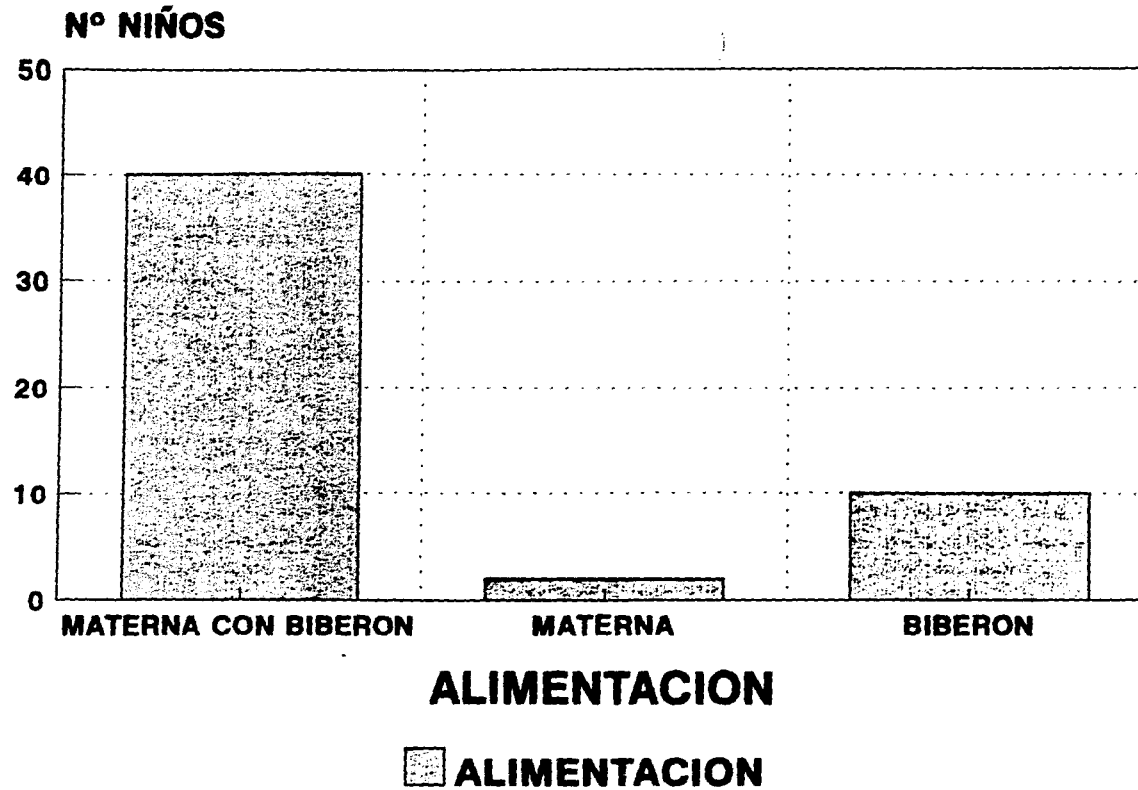 Nº NIÑOS
50
40
30
20
10
0
MATERNA CON BIBERON MATERNA BIBERON
ALIMENTACION
ALIMENTACION